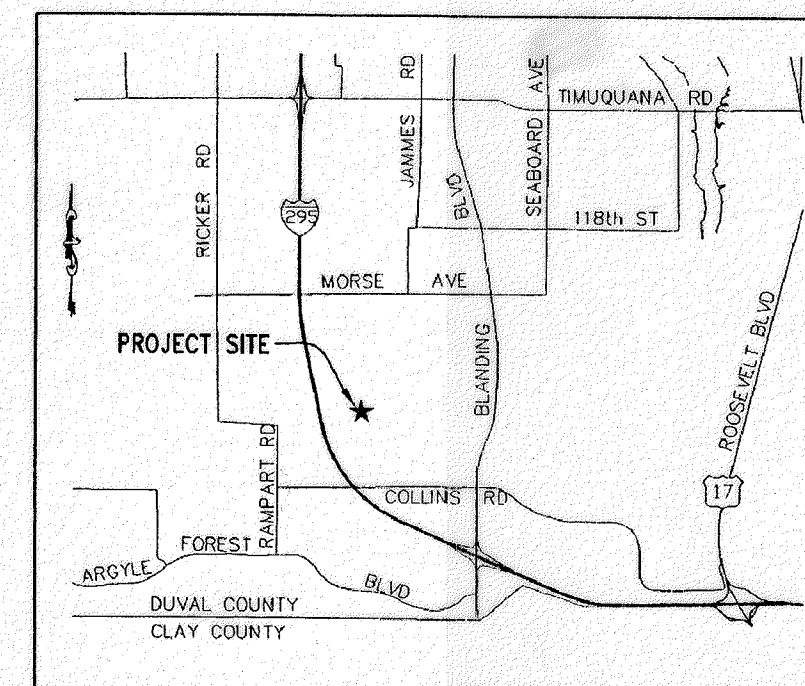 TIMUQUANA RD
RICKER RD
JAMMES RD
SEABOARD AVE
BLANDING BLVD
118th ST
295
MORSE AVE
PROJECT SITE
ROOSEVELT BLVD
17
RAMPART RD
COLLINS RD
ARGYLE FOREST BLVD
DUVAL COUNTY
CLAY COUNTY